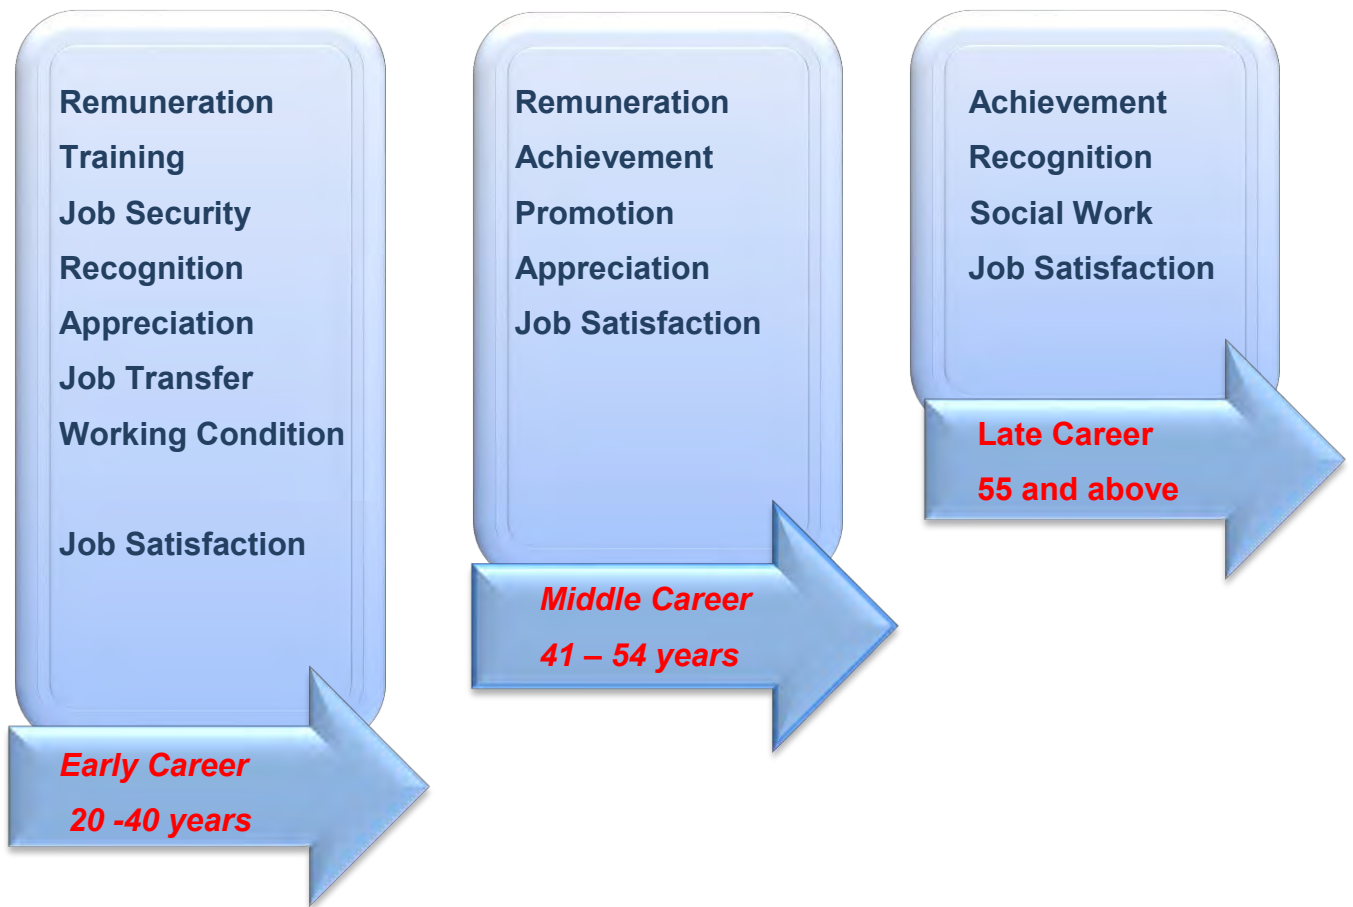 Remuneration
Training
Job Security
Recognition
Appreciation
Job Transfer
Working Condition
Job Satisfaction
Early Career
20 -40 years
Remuneration
Achievement
Promotion
Appreciation
Job Satisfaction
Middle Career
41 – 54 years
Achievement
Recognition
Social Work
Job Satisfaction
Late Career
55 and above